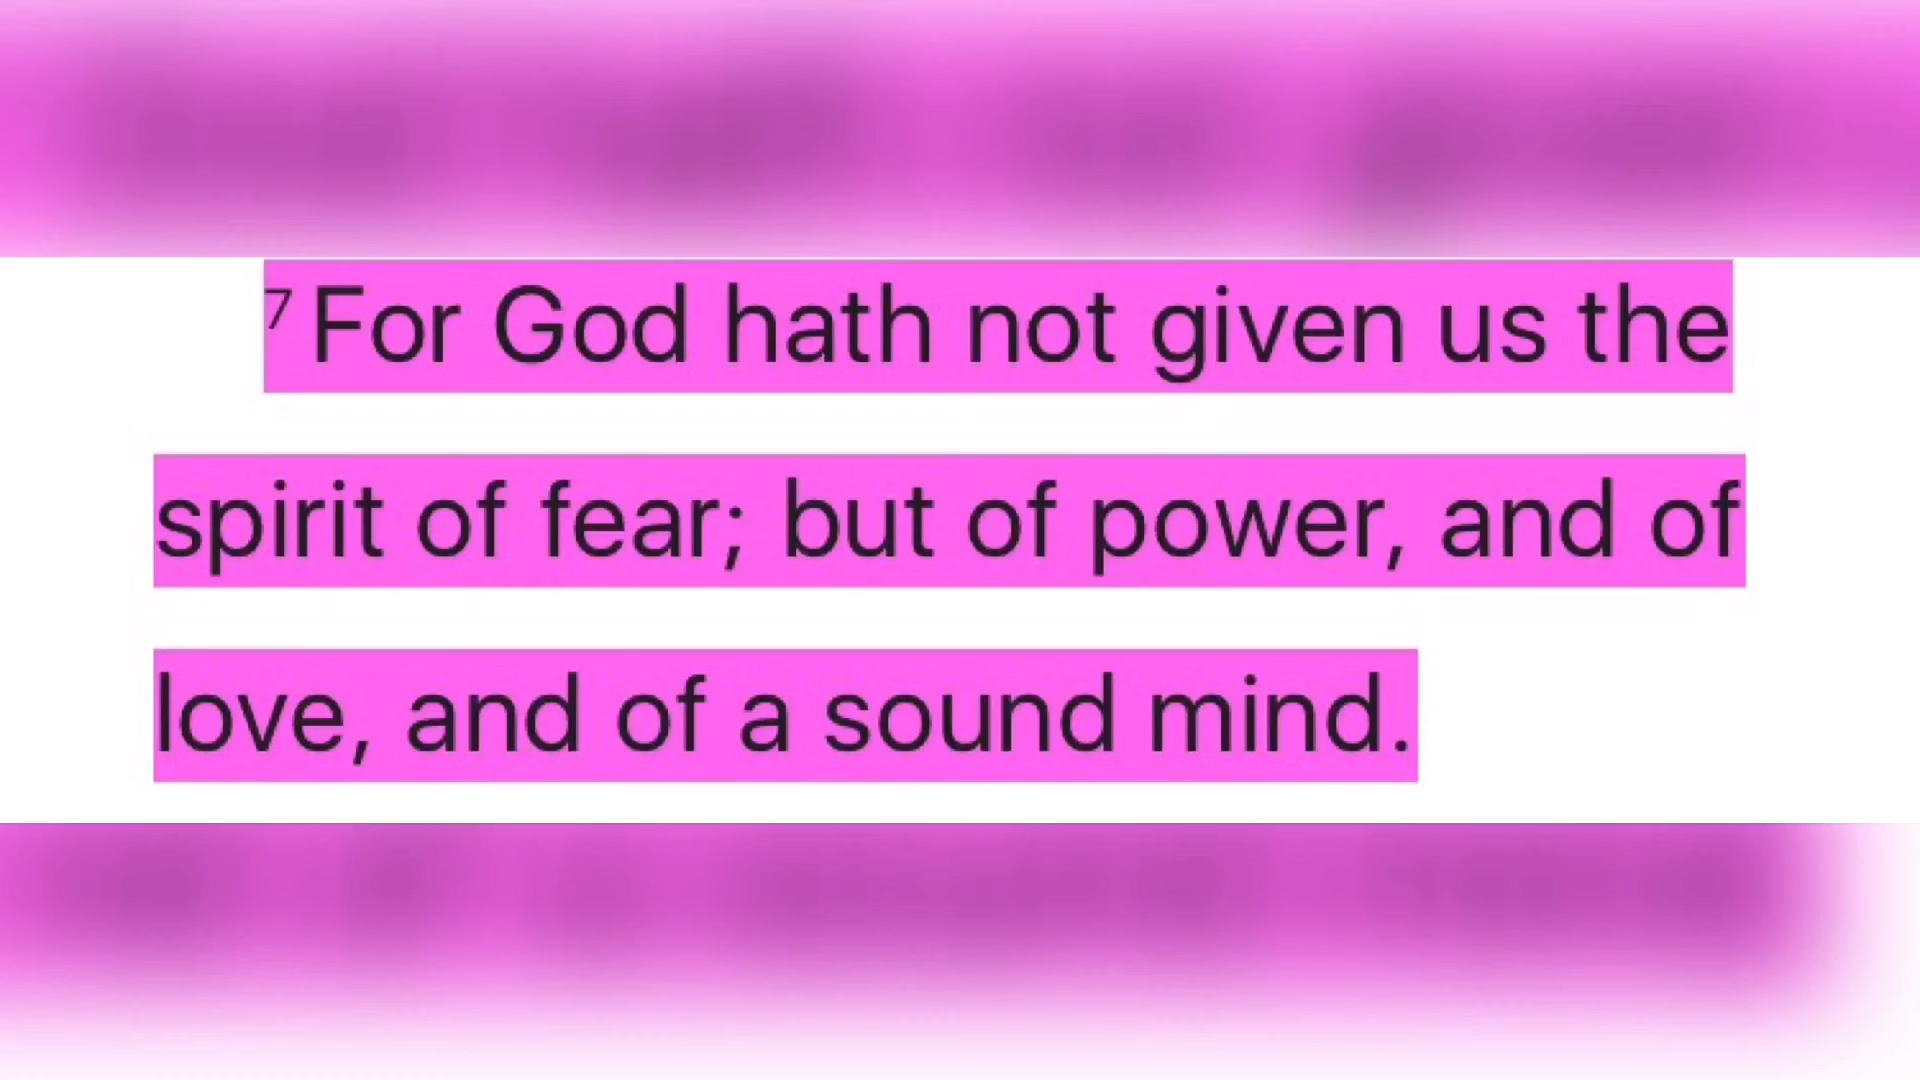 7 For God hath not given us the
spirit of fear; but of power, and of
love, and of a sound mind.